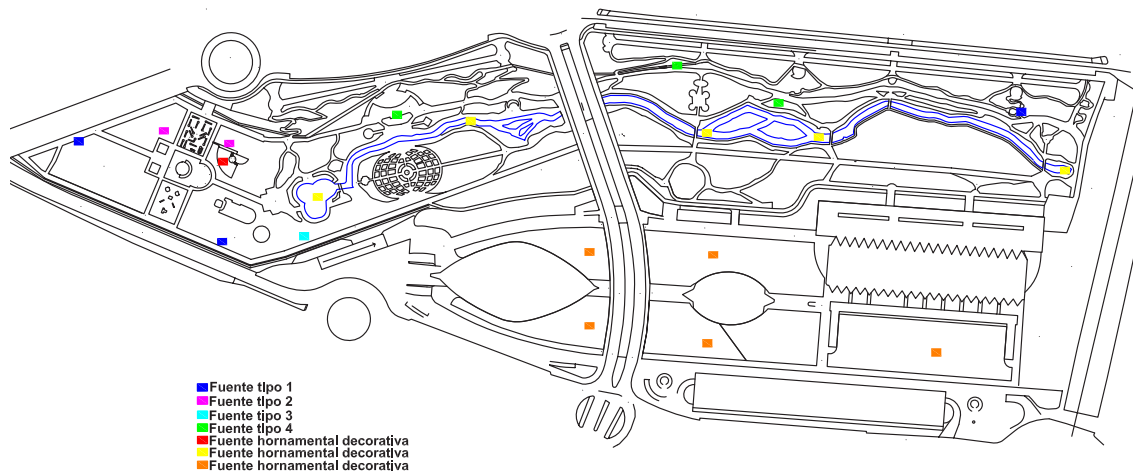 Fuente tipo 1
Fuente tipo 2
Fuente tipo 3
Fuente tipo 4
Fuente hornamental decorativa
Fuente hornamental decorativa
Fuente hornamental decorativa